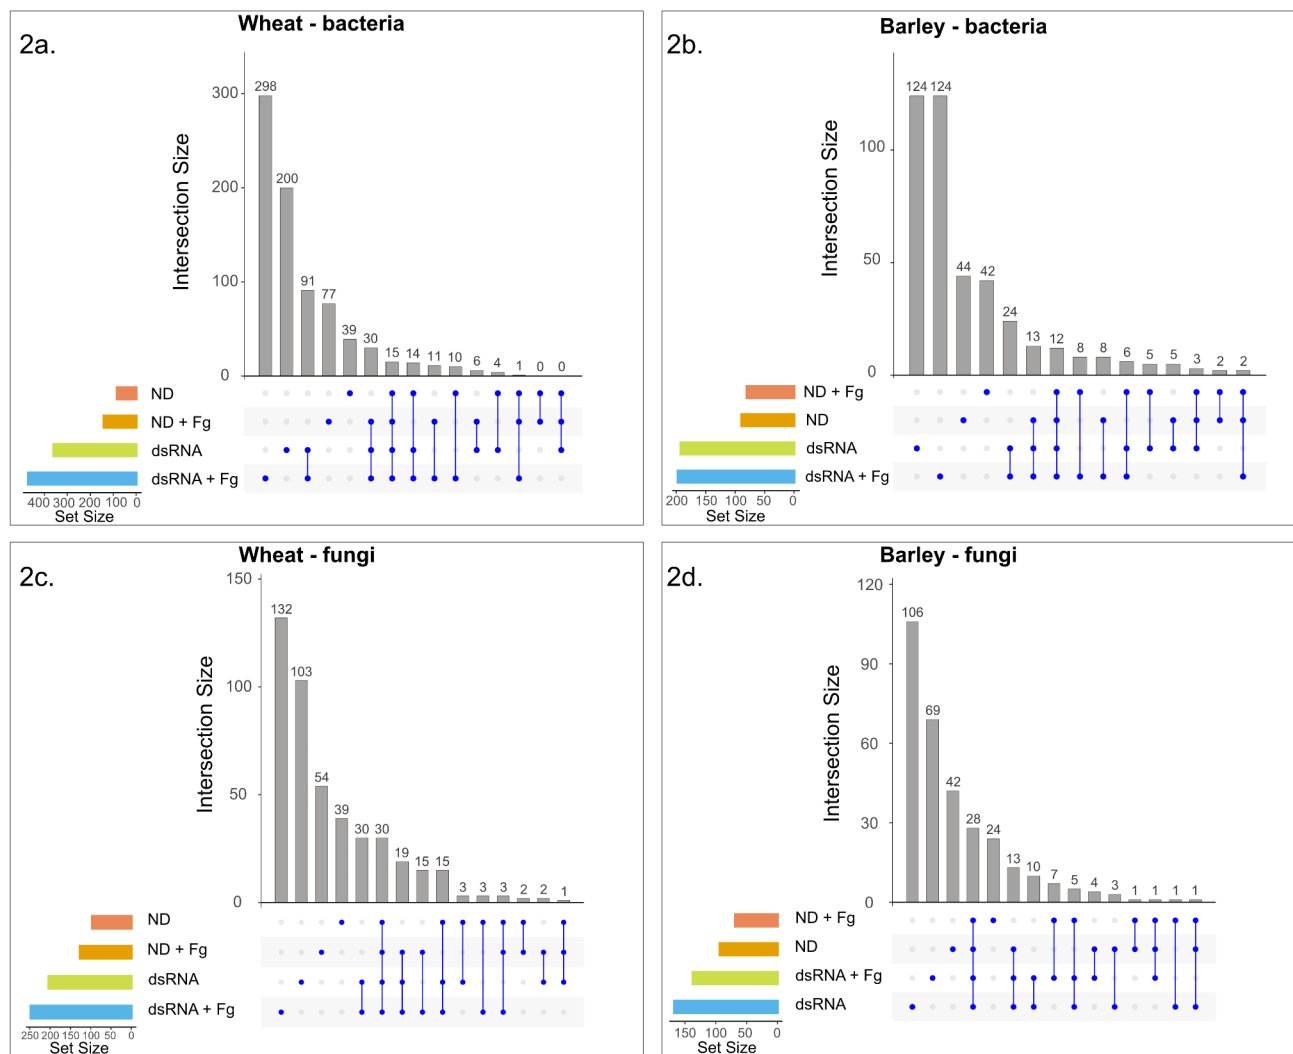 2a.
Wheat - bacteria
Intersection Size
300
200
100
0
298
200
91
77
39
30
15
14
11
10
6
4
1
0
0
ND
ND + Fg
dsRNA
dsRNA + Fg
400 300 200 100 0
Set Size
2b.
Barley - bacteria
Intersection Size
100
50
0
124
124
44
42
24
13
12
8
8
6
5
5
3
2
2
ND + Fg
ND
dsRNA
dsRNA + Fg
200 150 100 50 0
Set Size
2c.
Wheat - fungi
Intersection Size
150
100
50
0
132
103
54
39
30
30
19
15
15
3
3
3
2
2
1
ND
ND + Fg
dsRNA
dsRNA + Fg
250 200 150 100 50 0
Set Size
2d.
Barley - fungi
Intersection Size
120
90
60
30
0
106
69
42
28
24
13
10
7
5
4
3
1
1
1
1
ND + Fg
ND
dsRNA + Fg
dsRNA
150 100 50 0
Set Size